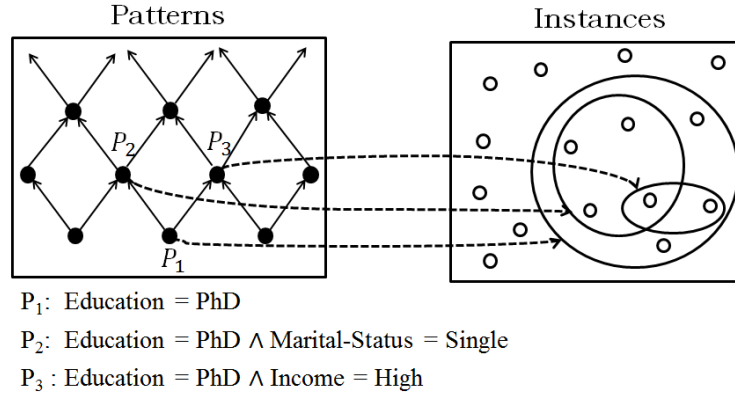 Patterns
Instances
P₂
P₃
P₁
P₁: Education = PhD
P₂: Education = PhD ∧ Marital-Status = Single
P₃ : Education = PhD ∧ Income = High